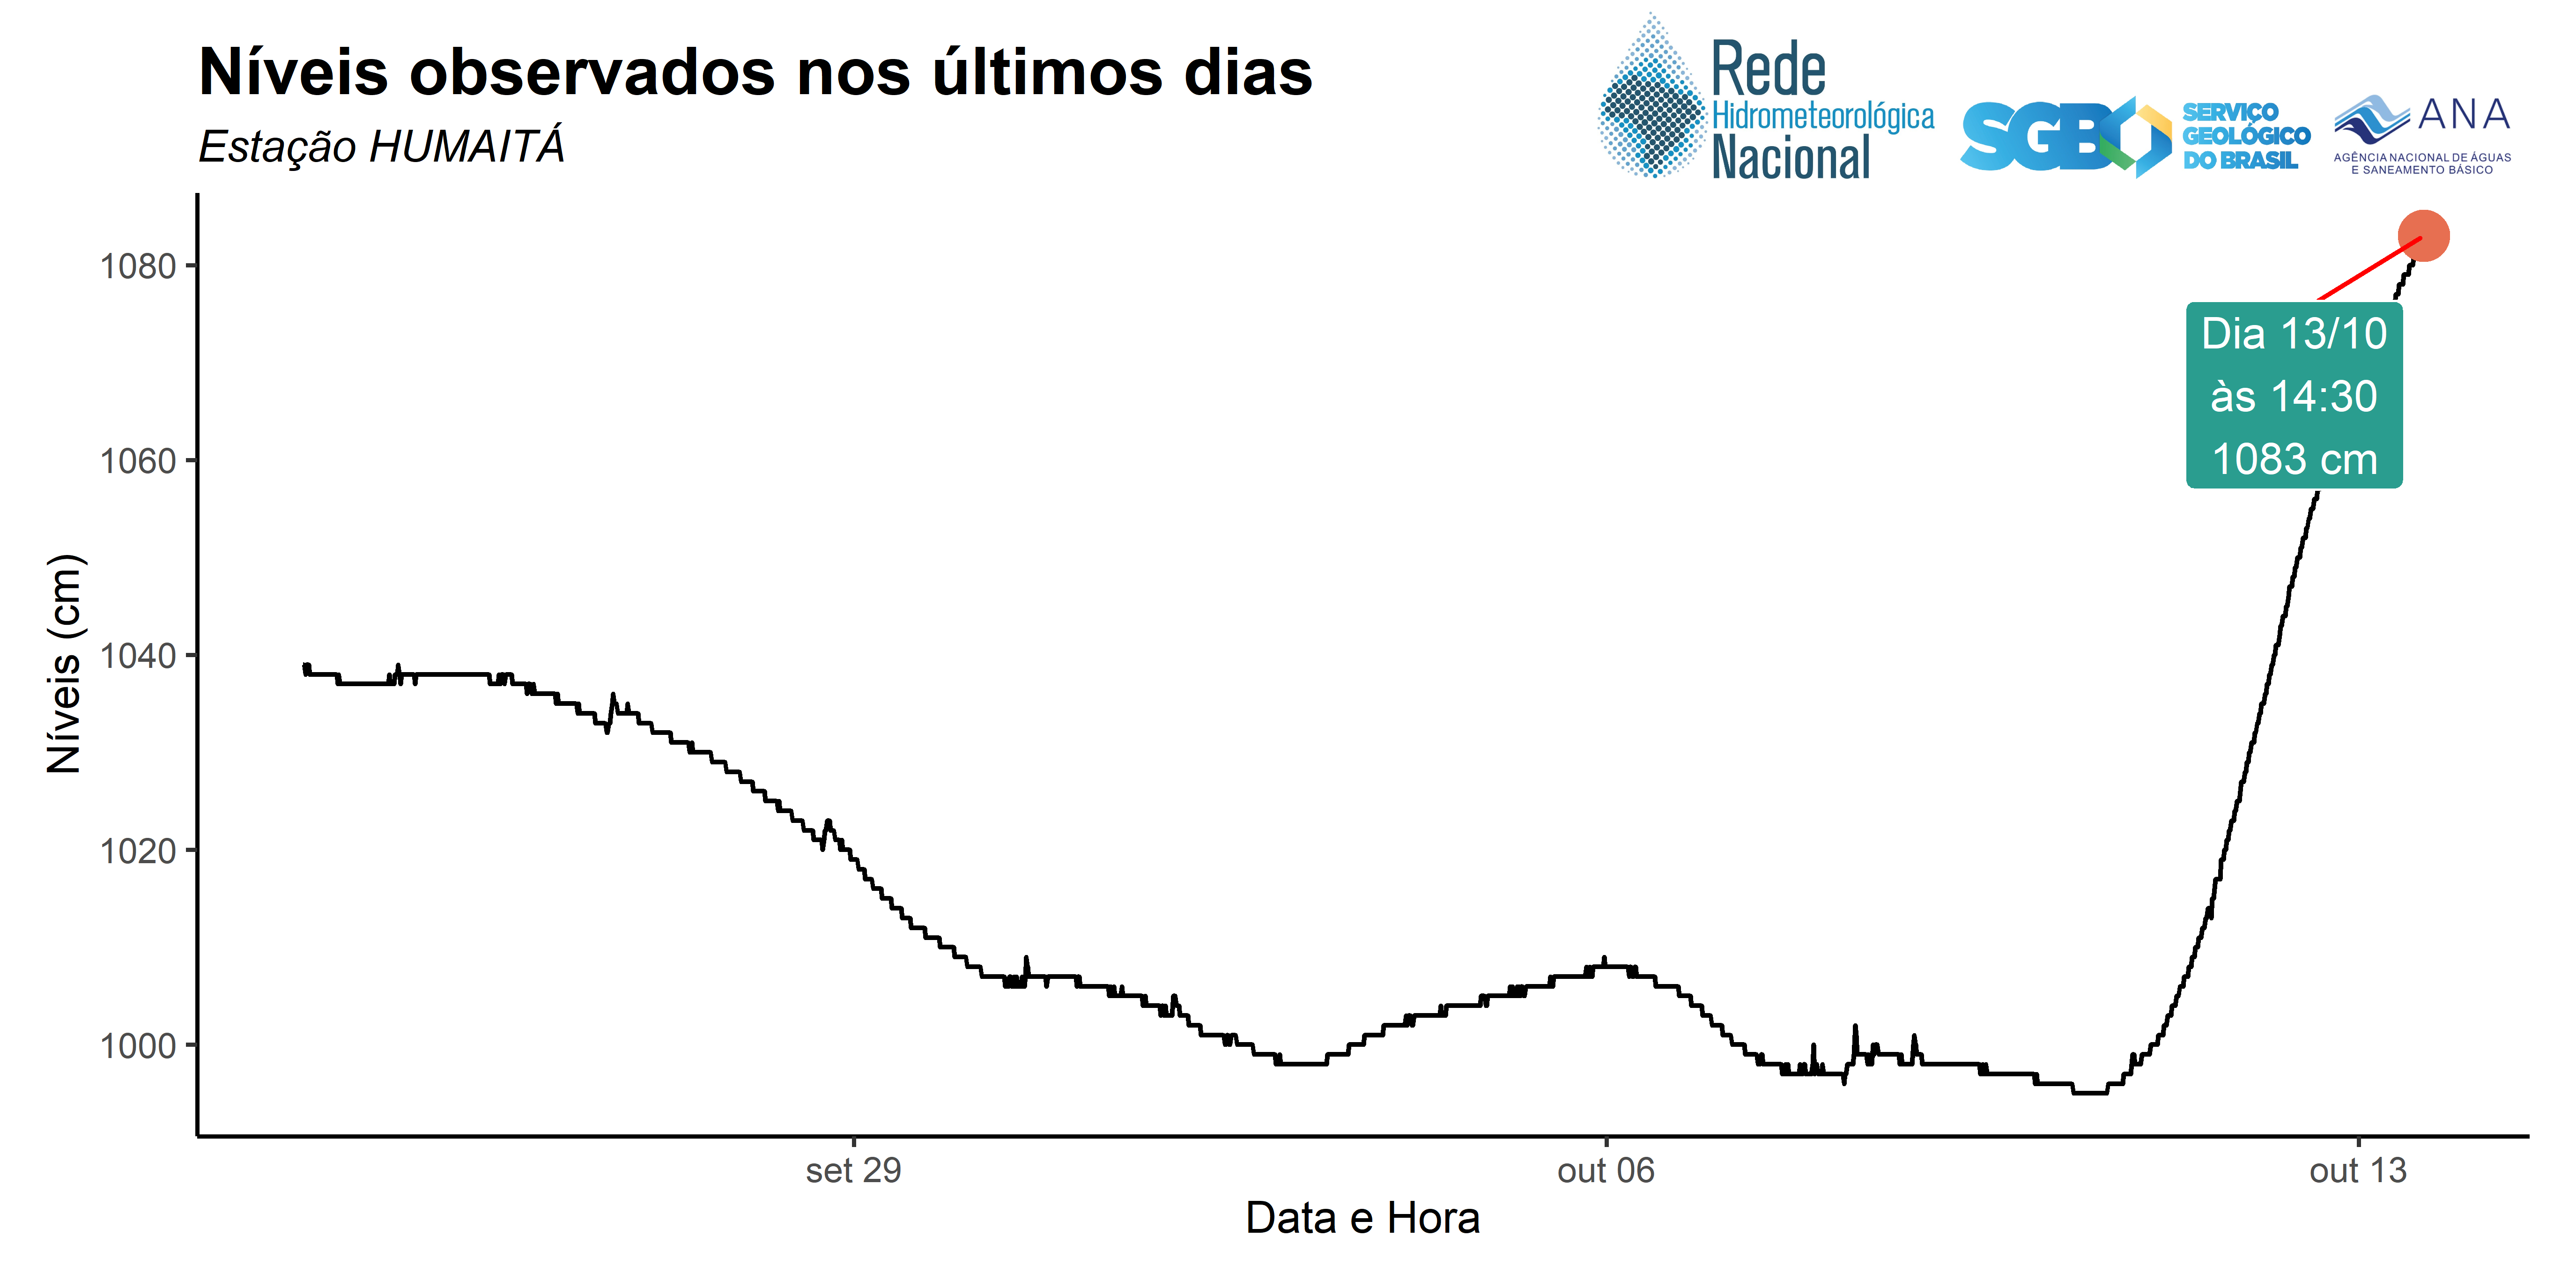 Níveis observados nos últimos dias
Estação HUMAITÁ
Rede
Hidrometeorológica
Nacional
SGB
SERVIÇO
GEOLÓGICO
DO BRASIL
ANA
AGÊNCIA NACIONAL DE ÁGUAS
E SANEAMENTO BÁSICO
1080
1060
1040
1020
1000
Níveis (cm)
Dia 13/10
às 14:30
1083 cm
set 29
out 06
out 13
Data e Hora